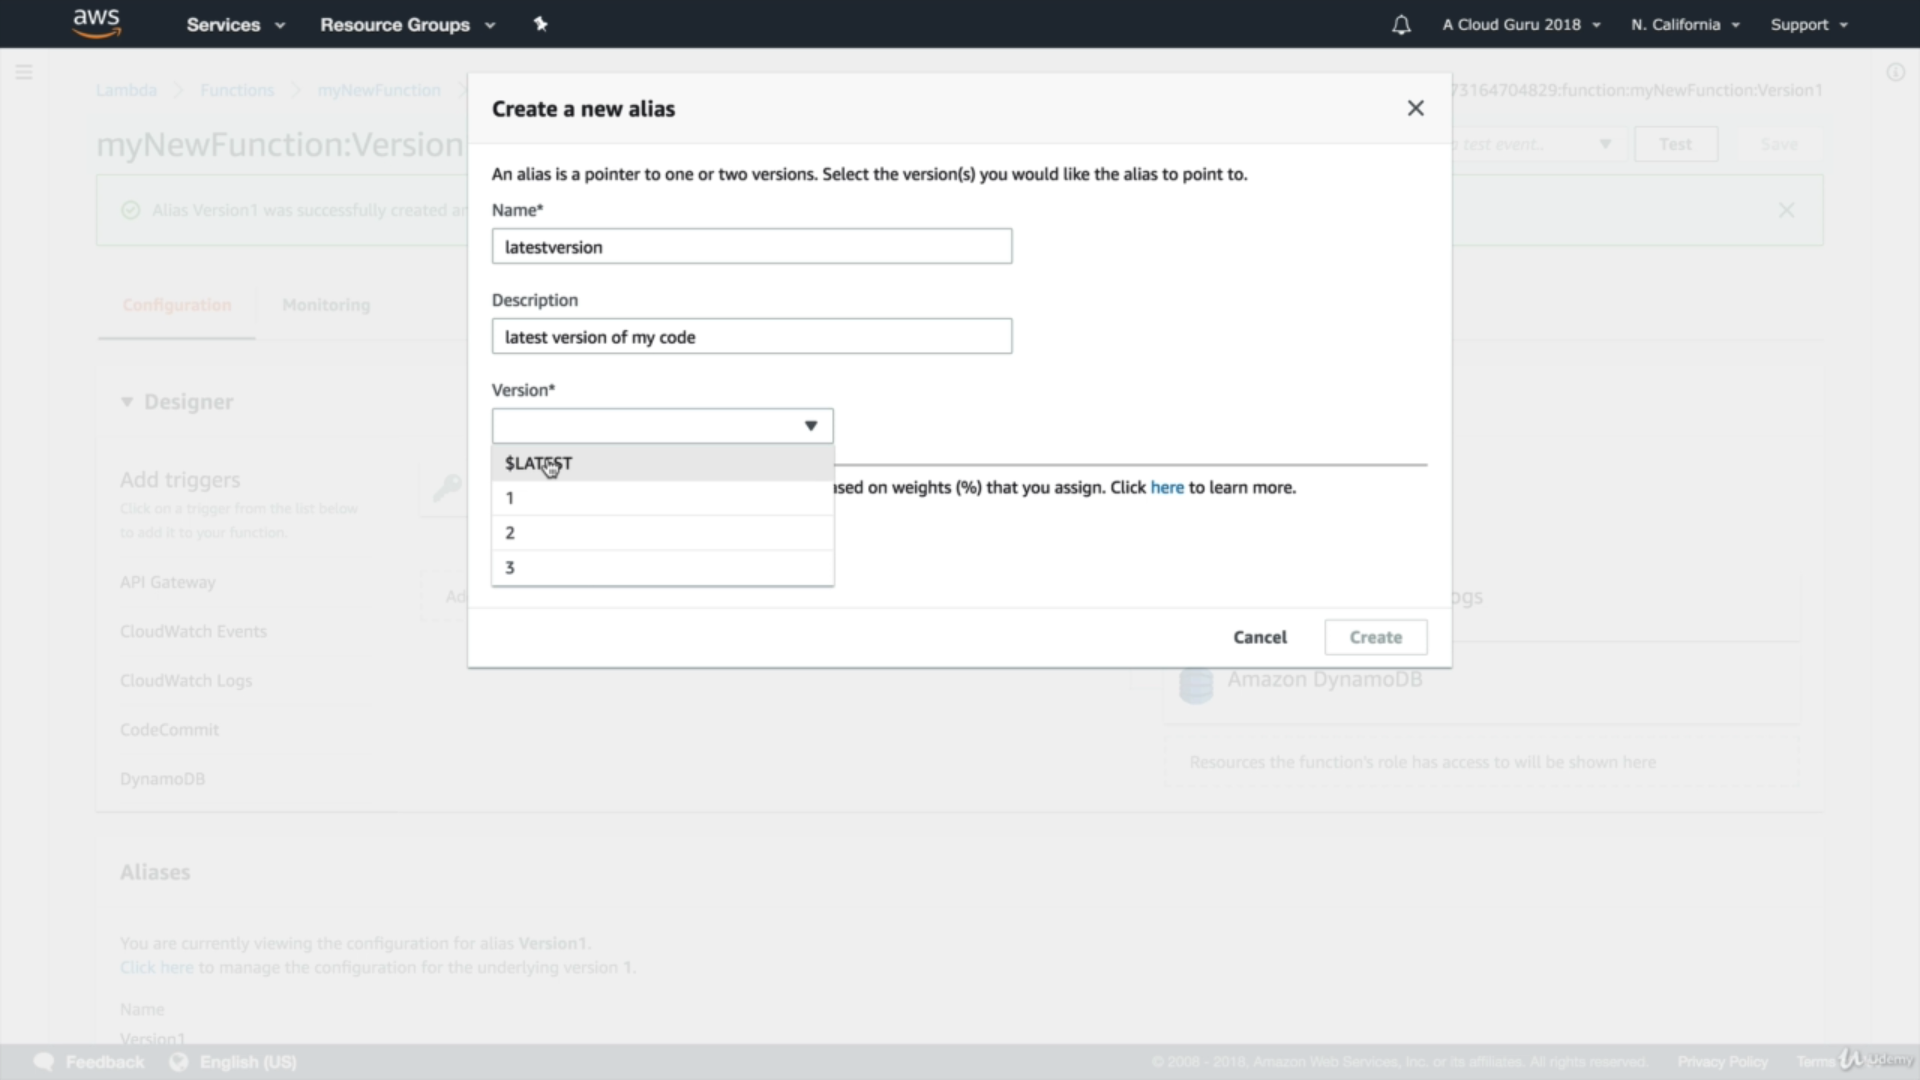 aws
Services
Resource Groups
A Cloud Guru 2018
N. California
Support
Lambda
Functions
myNewFunction
73164704829:function:myNewFunction:Version1
myNewFunction:Version
test event..
Test
Save
Alias Version1 was successfully created
Create a new alias
An alias is a pointer to one or two versions. Select the version(s) you would like the alias to point to.
Name*
latestversion
Description
latest version of my code
Version*
$LATEST
1
2
3
weights (%) that you assign. Click here to learn more.
Cancel
Create
Configuration
Monitoring
Designer
Add triggers
Click on a trigger from the list below
to add it to your function.
API Gateway
CloudWatch Events
CloudWatch Logs
CodeCommit
DynamoDB
Amazon DynamoDB
Resources the function's role has access to will be shown here
Aliases
You are currently viewing the configuration for alias Version1.
Click here to manage the configuration for the underlying version 1.
Name
Version1
Feedback
English (US)
© 2008 - 2018, Amazon Web Services, Inc. or its affiliates. All rights reserved.
Privacy Policy
Terms
Udemy